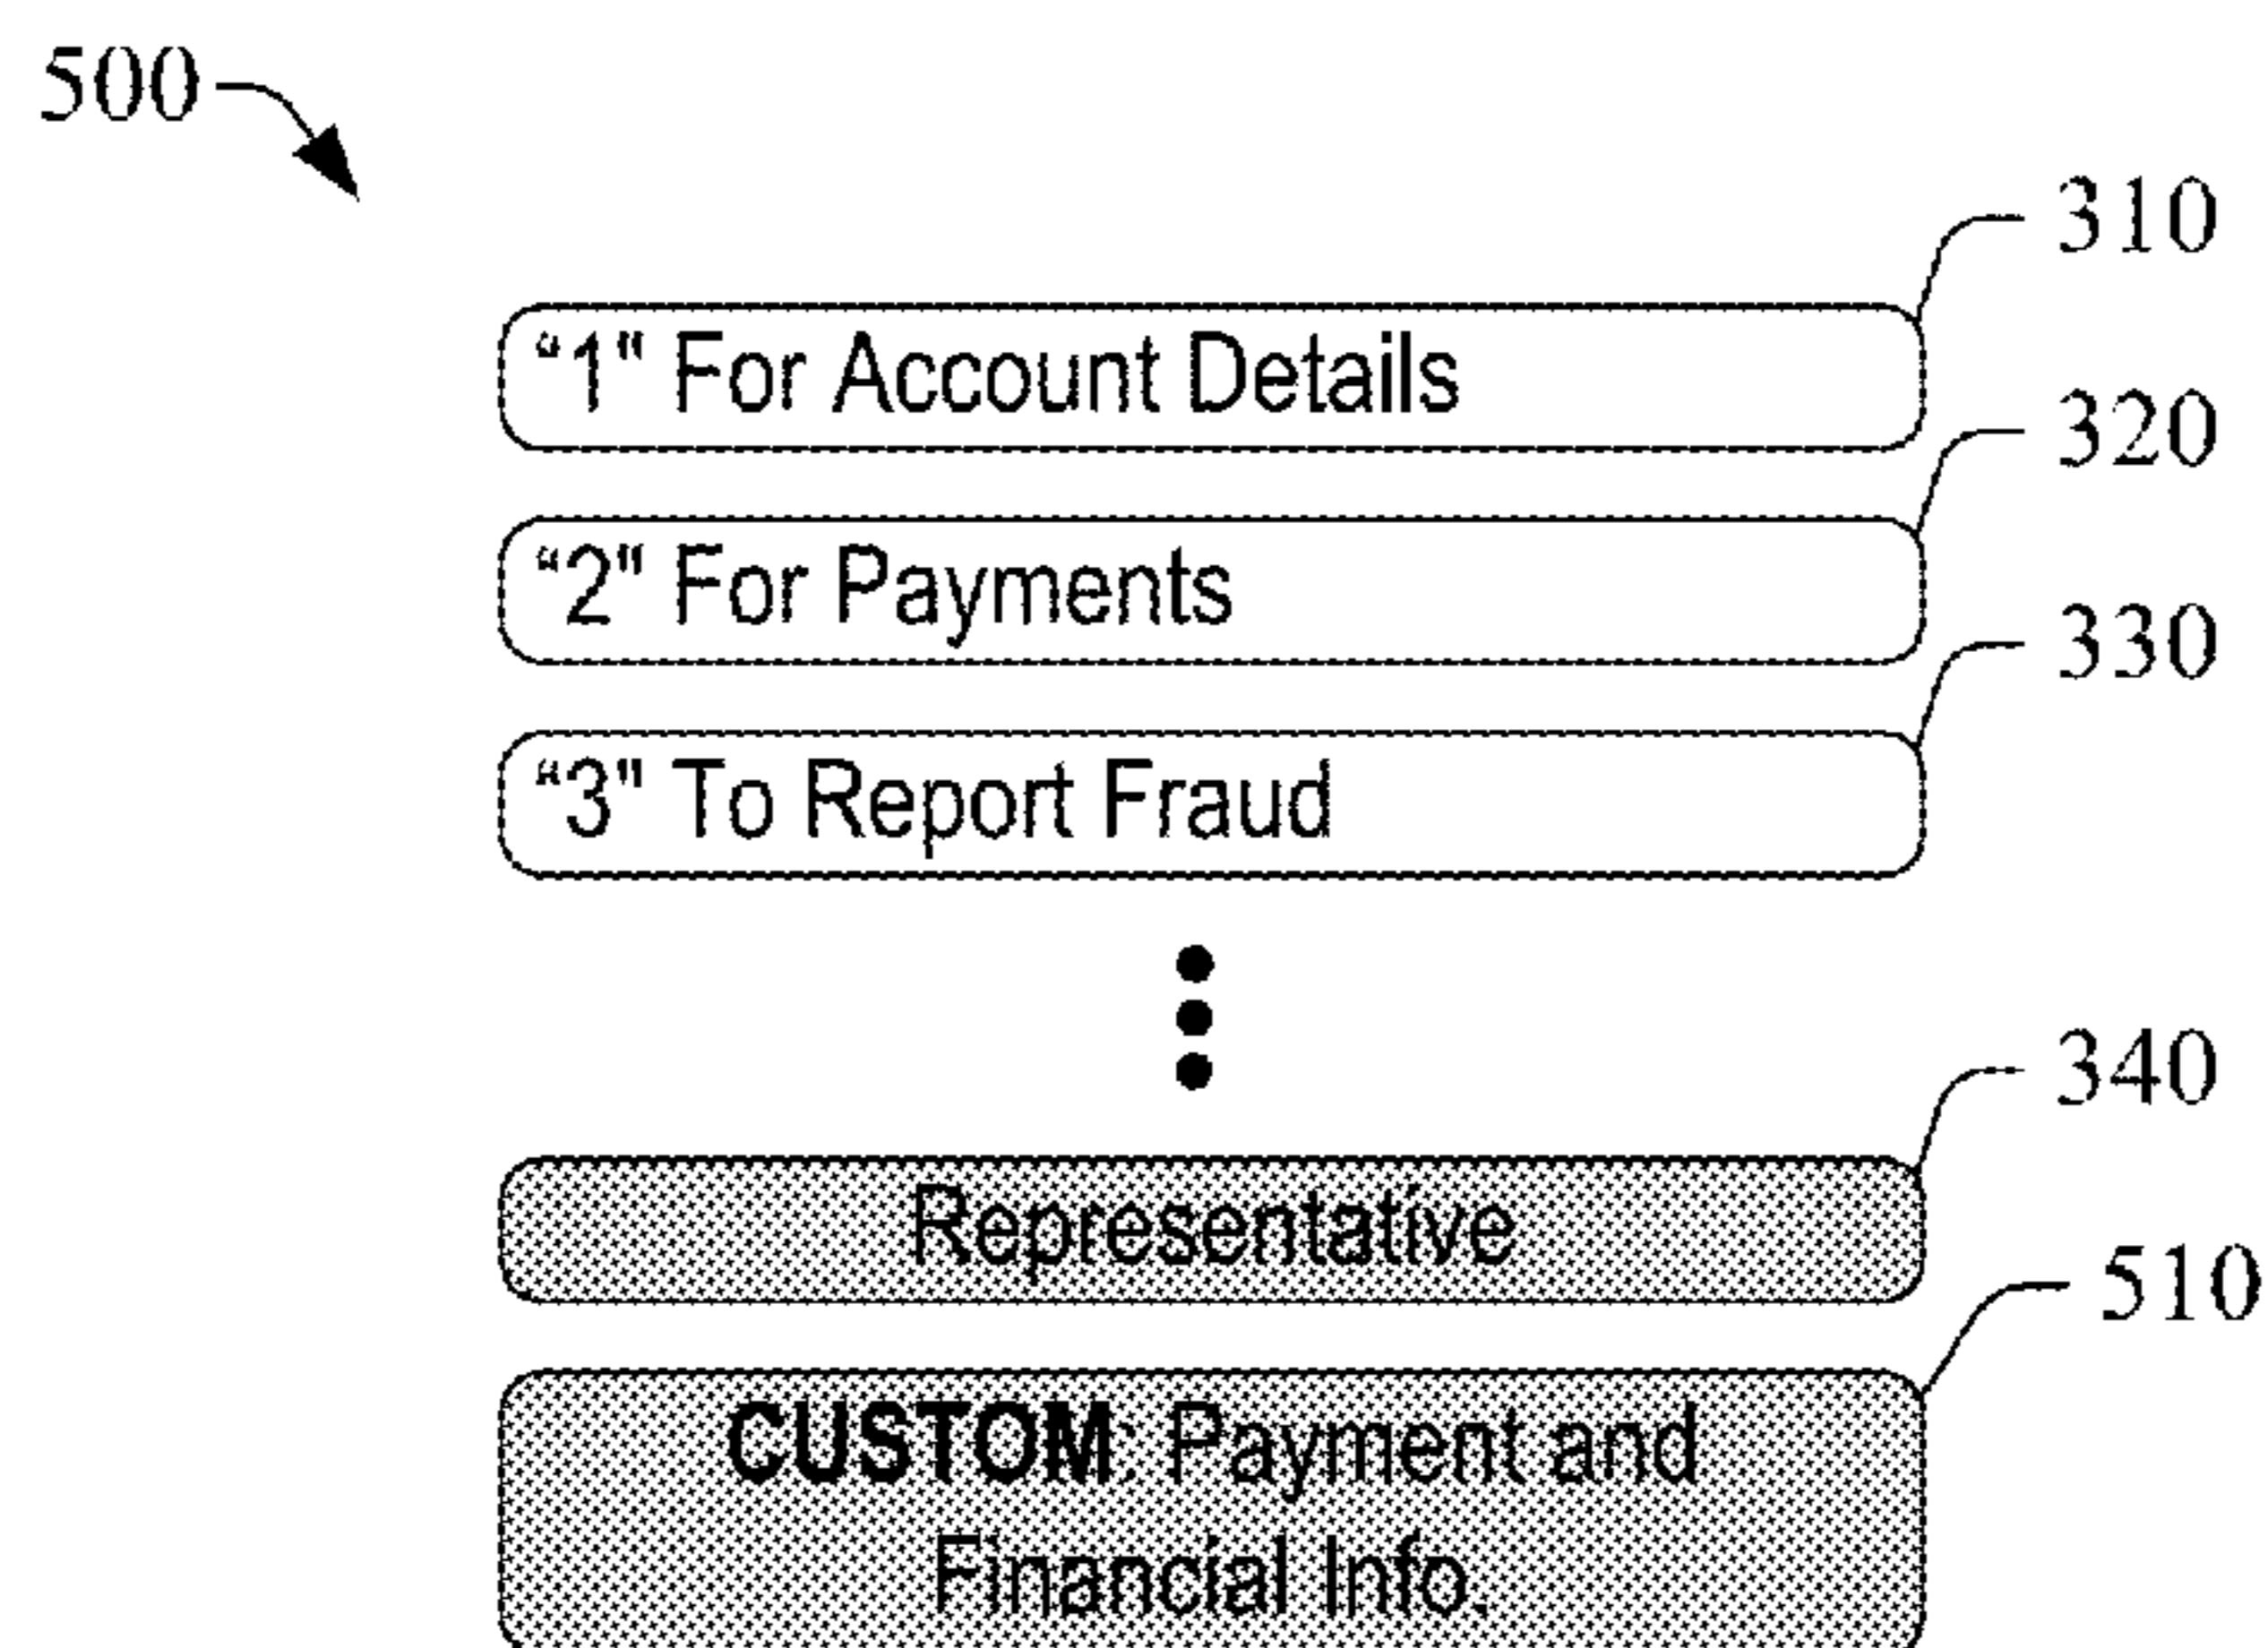 500
310
“1" For Account Details
320
“2" For Payments
330
“3" To Report Fraud
340
Representative
510
CUSTOM: Payment and
Financial Info.